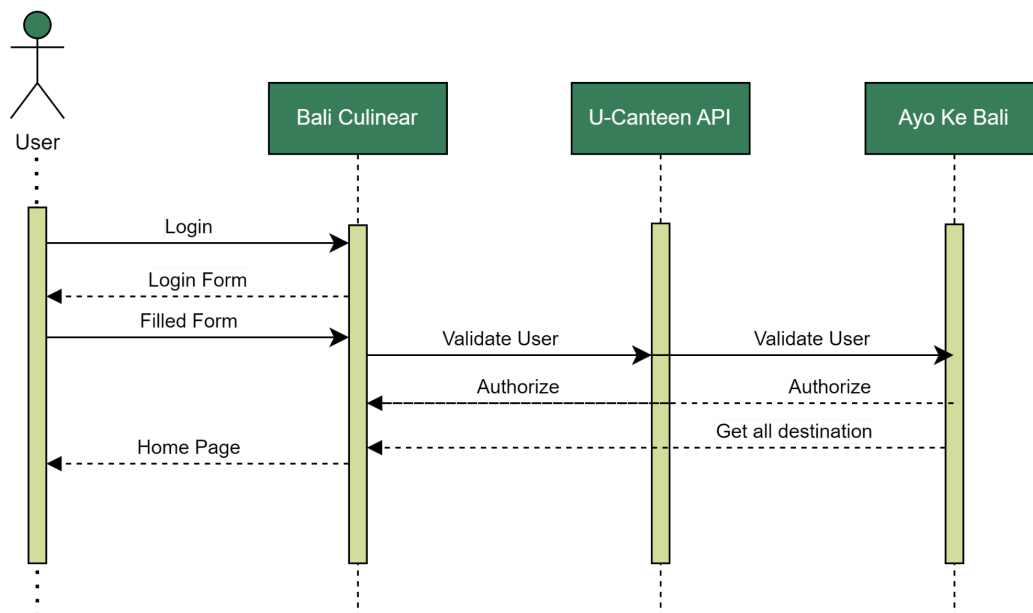 User
Bali Culinear
U-Canteen API
Ayo Ke Bali
Login
Login Form
Filled Form
Validate User
Validate User
Authorize
Authorize
Get all destination
Home Page